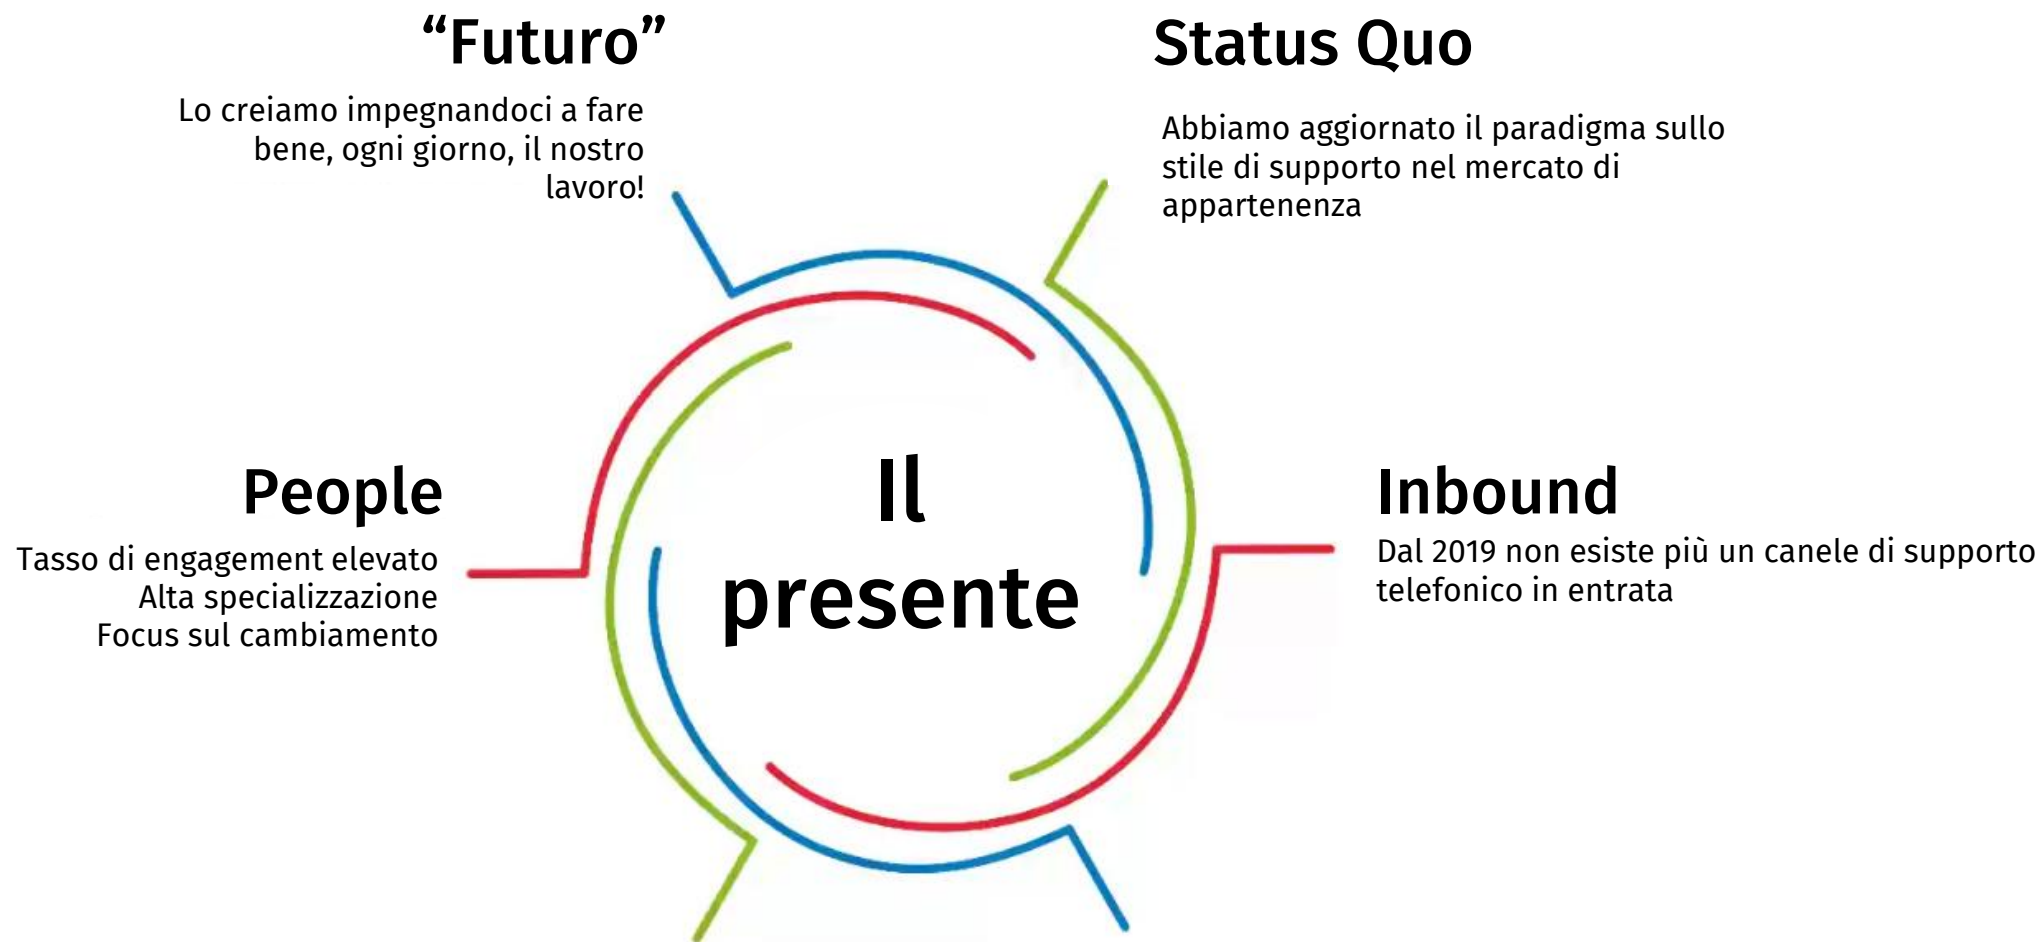 “Futuro”
Lo creiamo impegnandoci a fare
bene, ogni giorno, il nostro
lavoro!
Status Quo
Abbiamo aggiornato il paradigma sullo
stile di supporto nel mercato di
appartenenza
People
Tasso di engagement elevato
Alta specializzazione
Focus sul cambiamento
Il
presente
Inbound
Dal 2019 non esiste più un canele di supporto
telefonico in entrata